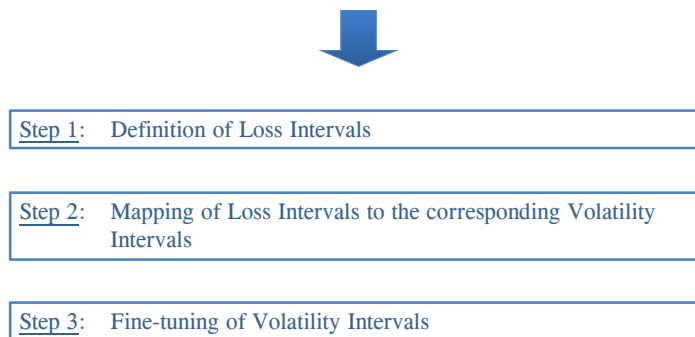 Step 1: Definition of Loss Intervals
Step 2: Mapping of Loss Intervals to the corresponding Volatility
Intervals
Step 3: Fine-tuning of Volatility Intervals